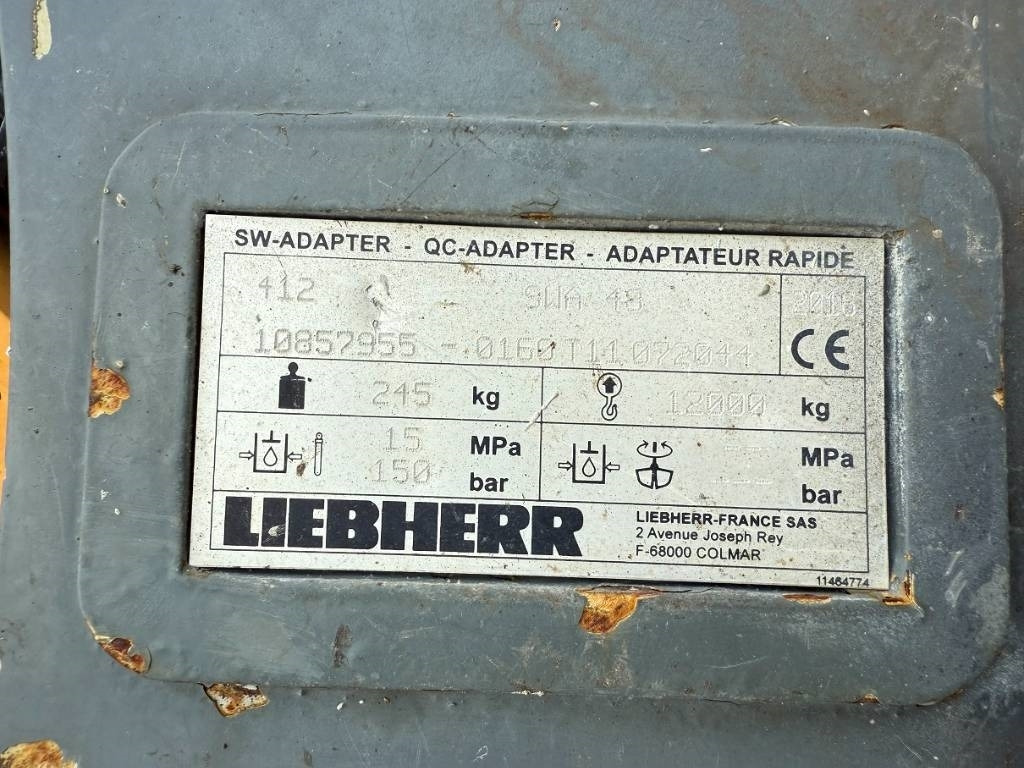 SW-ADAPTER - QC-ADAPTER - ADAPTATEUR RAPIDE
412 - SWA 48 2016
10857955 - 0160 T11 072044 CE
245 kg 12000 kg
15 MPa MPa
150 bar bar
LIEBHERR
LIEBHERR-FRANCE SAS
2 Avenue Joseph Rey
F-68000 COLMAR
11464774